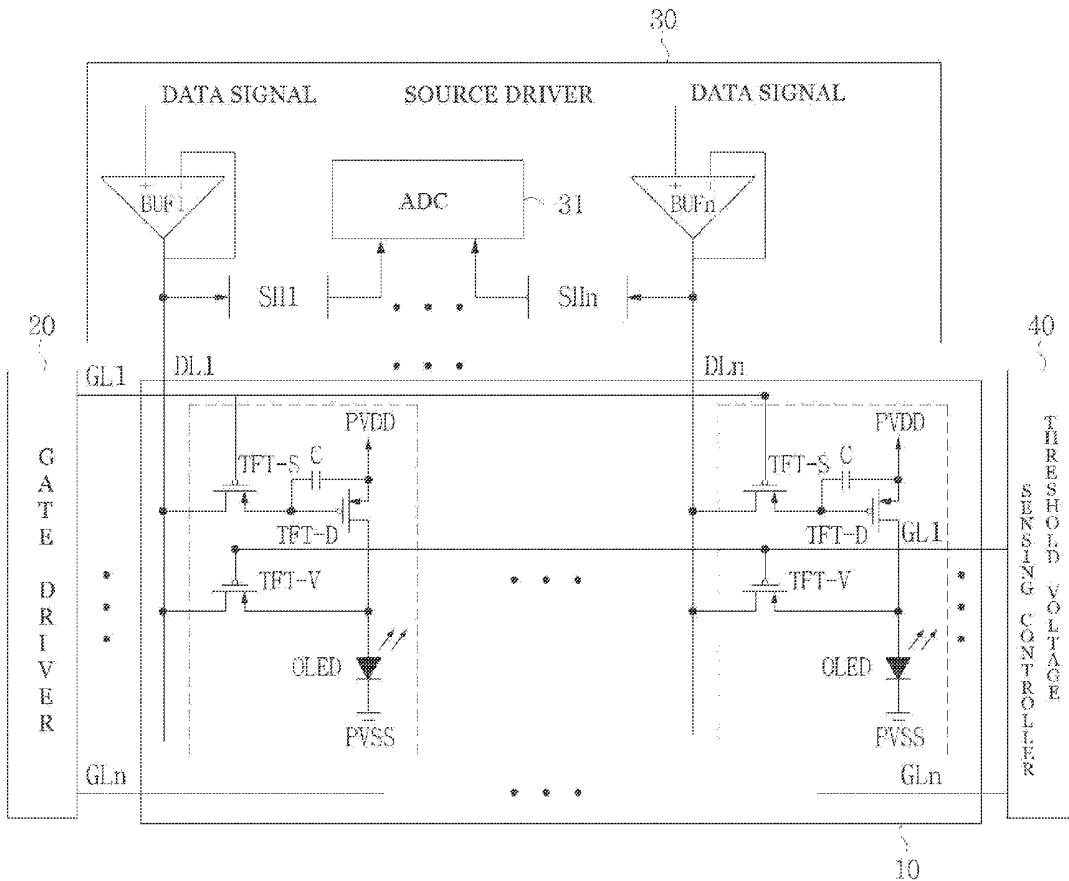 30
DATA SIGNAL SOURCE DRIVER DATA SIGNAL
+ BUF1
ADC
31
+ BUFn
SH1
SHn
20
40
GL1
DL1
DLn
PVDD
PVDD
TFT-S
C
TFT-S
C
TFT-D
TFT-D
GL1
TFT-V
TFT-V
OLED
OLED
PVSS
PVSS
GLn
GLn
GATE DRIVER
THRESHOLD VOLTAGE
SENSING CONTROLLER
10